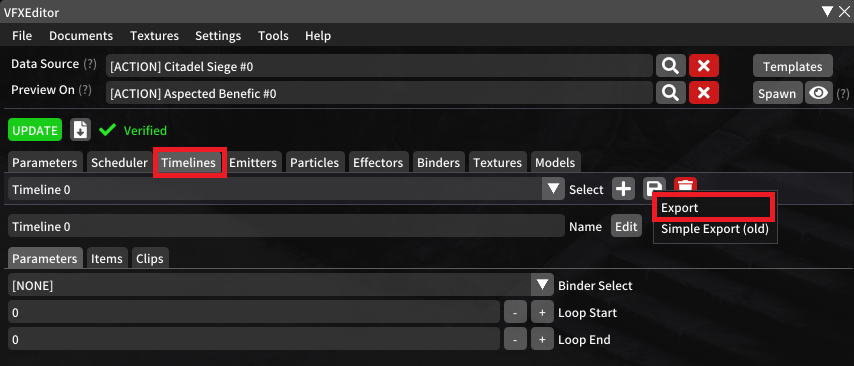 VFXEditor
File Documents Textures Settings Tools Help
Data Source (?) [ACTION] Citadel Siege #0 Templates
Preview On (?) [ACTION] Aspected Benefic #0 Spawn (?)
UPDATE Verified
Parameters Scheduler Timelines Emitters Particles Effectors Binders Textures Models
Timeline 0 Select
Export
Timeline 0 Name Edit
Simple Export (old)
Parameters Items Clips
[NONE] Binder Select
0 - + Loop Start
0 - + Loop End